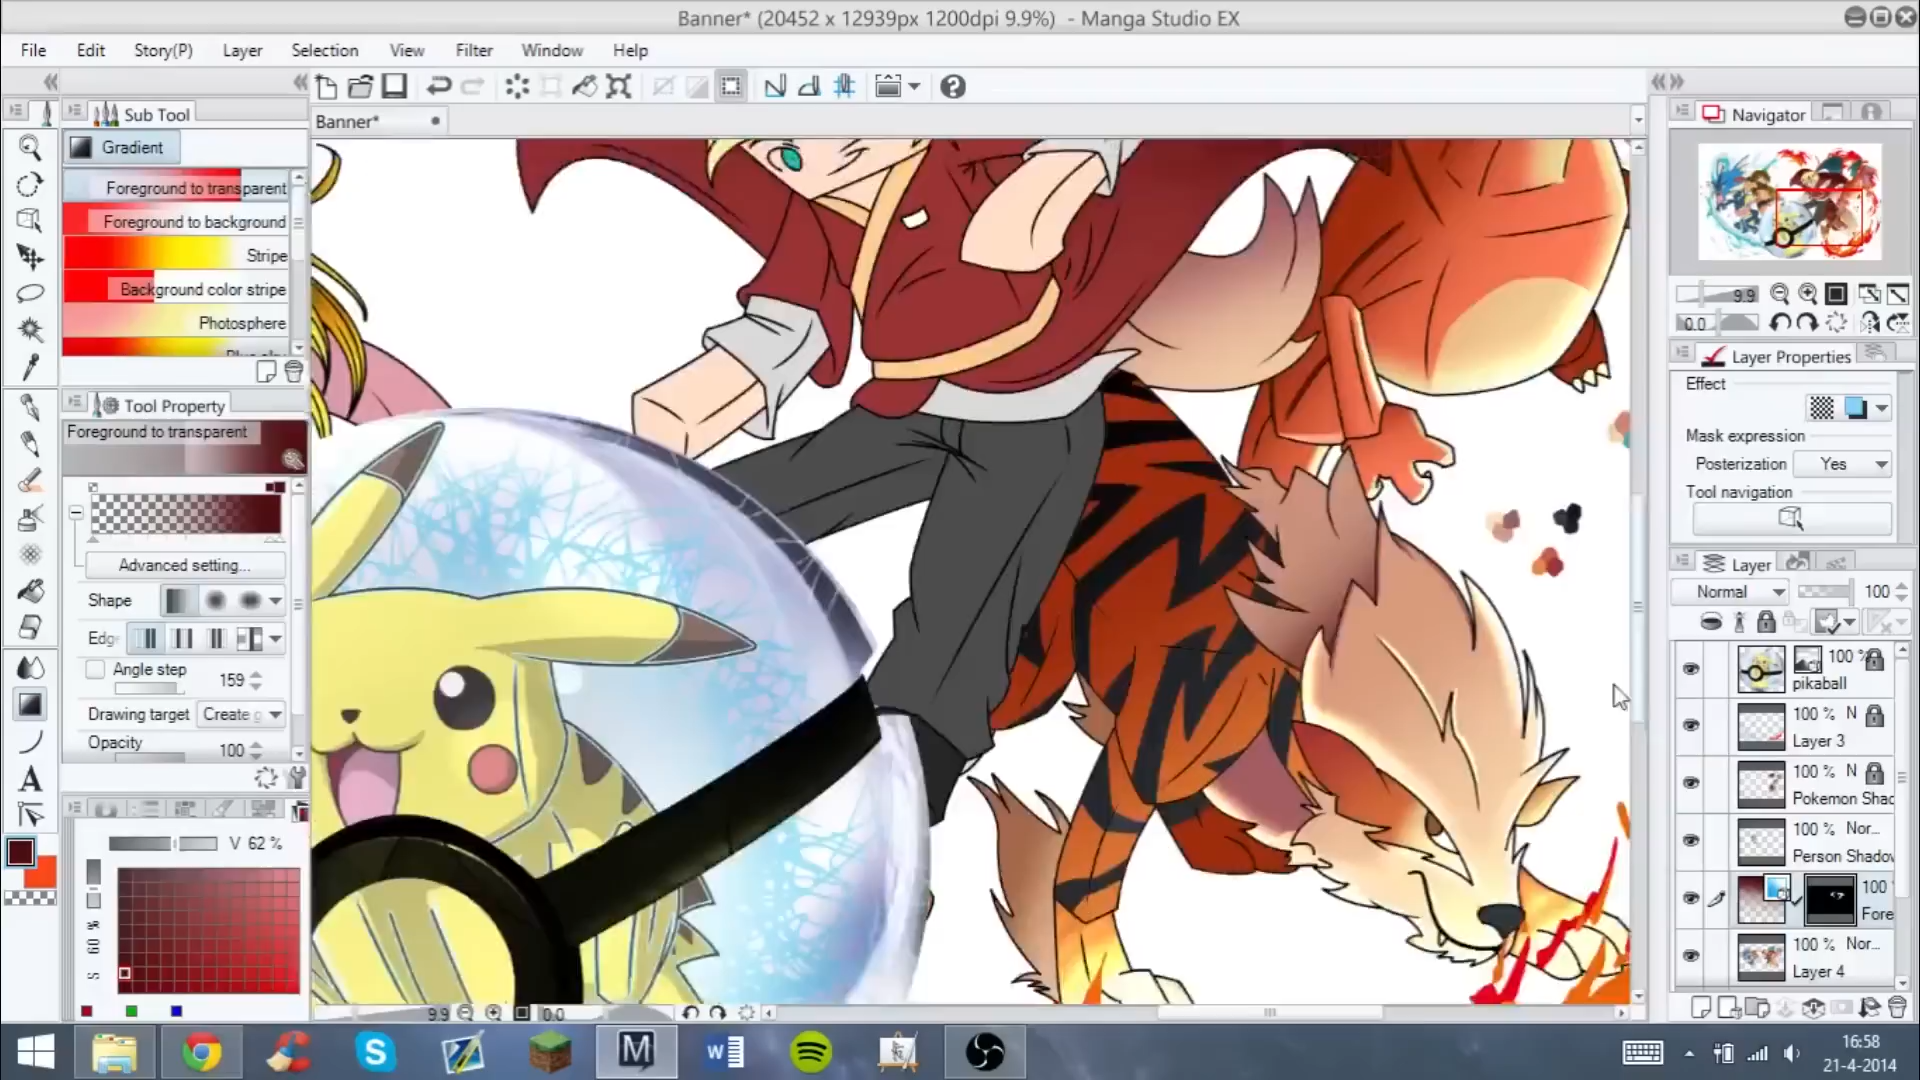 Banner* (20452 x 12939px 1200dpi 9.9%) - Manga Studio EX
File Edit Story(P) Layer Selection View Filter Window Help
Sub Tool
Gradient
Foreground to transparent
Foreground to background
Stripe
Background color stripe
Photosphere
Tool Property
Foreground to transparent
Advanced setting...
Shape
Edg
Angle step 159
Drawing target Create g
Opacity 100
V 62 %
Banner*
9.9 0.0
Navigator
9.9
0.0
Layer Properties
Effect
Mask expression
Posterization Yes
Tool navigation
Layer
Normal 100
100 %
pikaball
100 % N
Layer 3
100 % N
Pokemon Shad
100 % Nor...
Person Shadow
100
Fore
100 % Nor...
Layer 4
16:58
21-4-2014